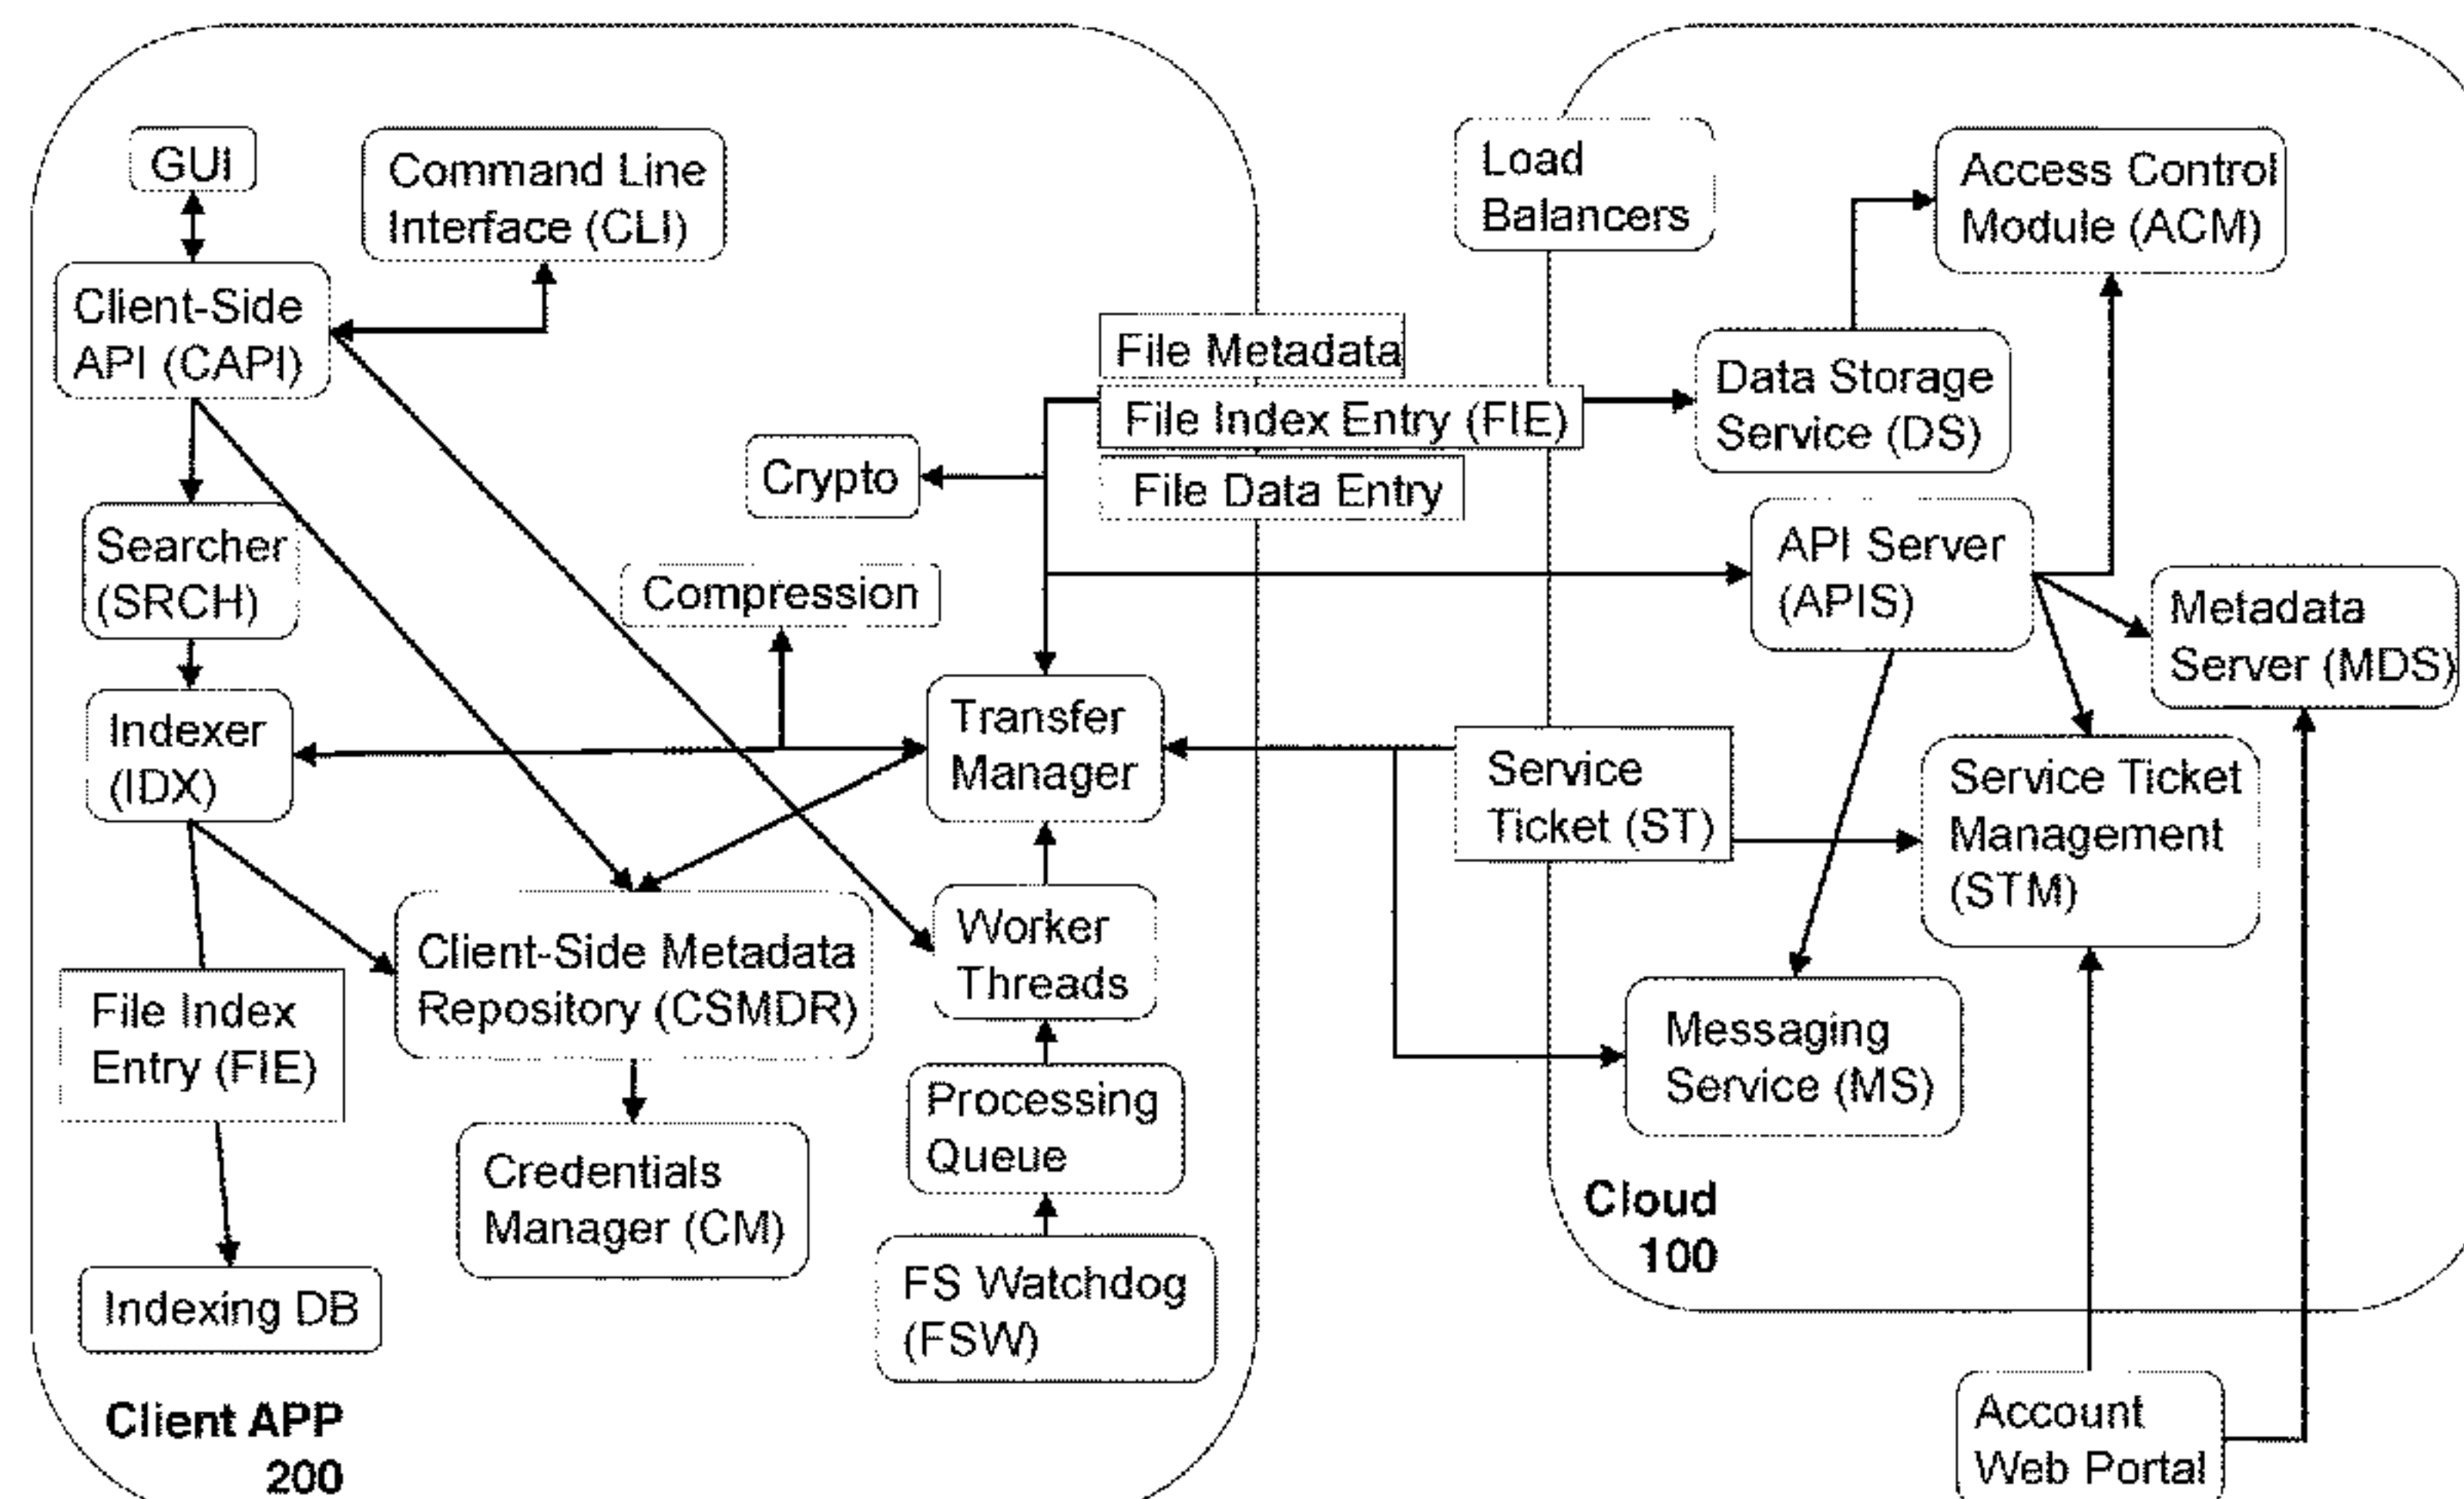 GUI
Command Line
Interface (CLI)
Client-Side
API (CAPI)
Searcher
(SRCH)
Indexer
(IDX)
File Index
Entry (FIE)
Indexing DB
Client APP
200
Crypto
Compression
Transfer
Manager
Client-Side Metadata
Repository (CSMDR)
Credentials
Manager (CM)
Worker
Threads
Processing
Queue
FS Watchdog
(FSW)
File Metadata
File Index Entry (FIE)
File Data Entry
Load
Balancers
Access Control
Module (ACM)
Data Storage
Service (DS)
API Server
(APIS)
Metadata
Server (MDS)
Service
Ticket (ST)
Service Ticket
Management
(STM)
Messaging
Service (MS)
Cloud
100
Account
Web Portal